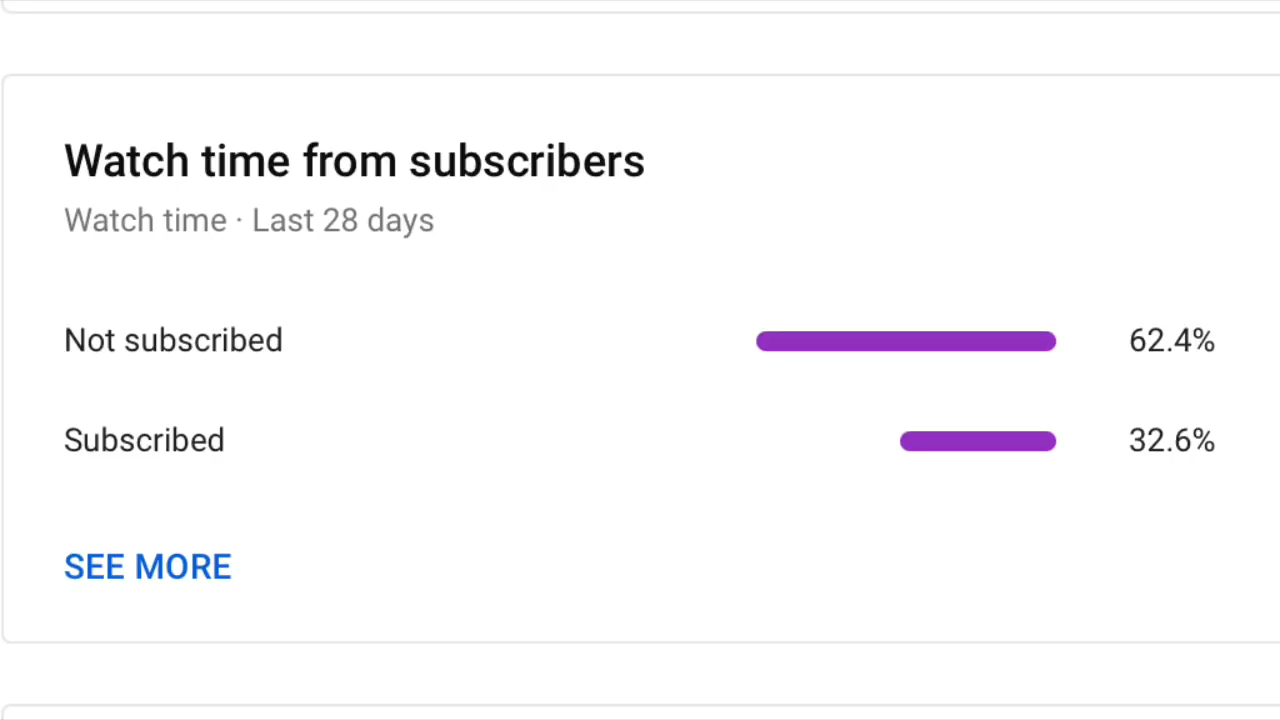 Watch time from subscribers
Watch time · Last 28 days
Not subscribed 62.4%
Subscribed 32.6%
SEE MORE